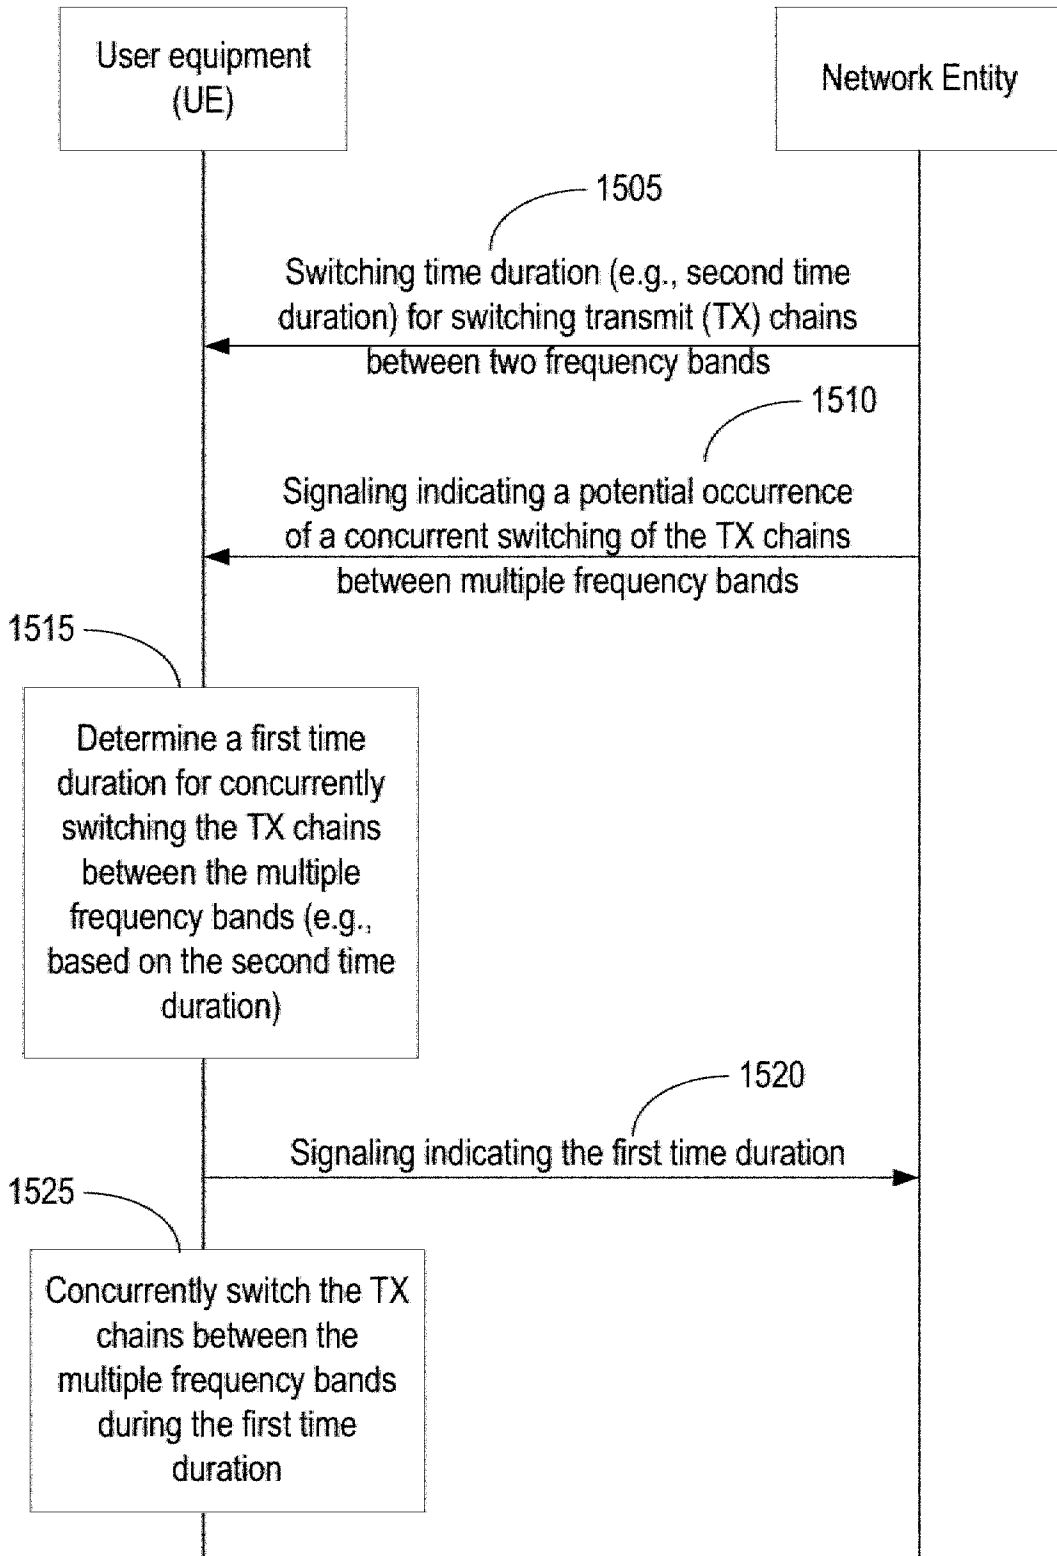 User equipment
(UE)
Network Entity
1505
Switching time duration (e.g., second time
duration) for switching transmit (TX) chains
between two frequency bands
1510
Signaling indicating a potential occurrence
of a concurrent switching of the TX chains
between multiple frequency bands
1515
Determine a first time
duration for concurrently
switching the TX chains
between the multiple
frequency bands (e.g.,
based on the second time
duration)
1520
Signaling indicating the first time duration
1525
Concurrently switch the TX
chains between the
multiple frequency bands
during the first time
duration